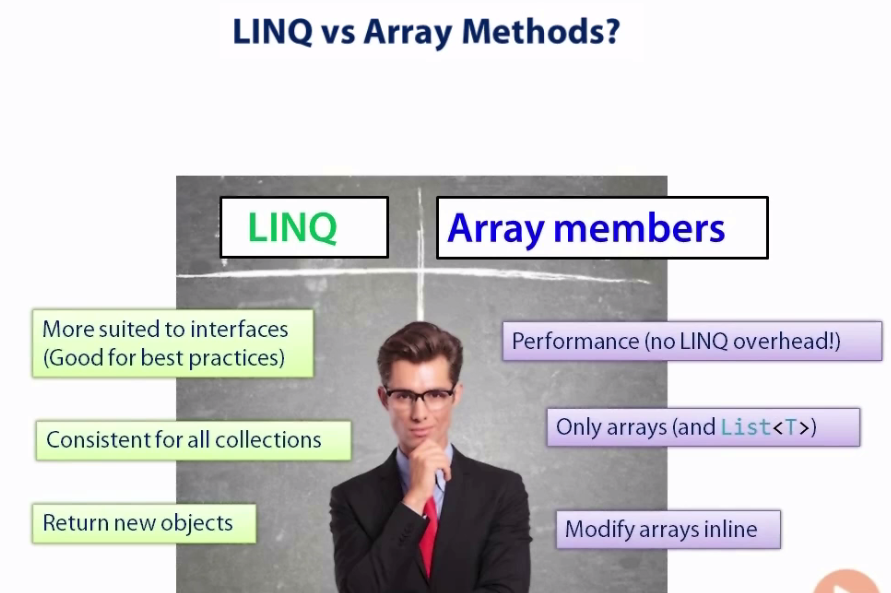 LINQ vs Array Methods?
LINQ
Array members
More suited to interfaces
(Good for best practices)
Performance (no LINQ overhead!)
Consistent for all collections
Only arrays (and List<T>)
Return new objects
Modify arrays inline